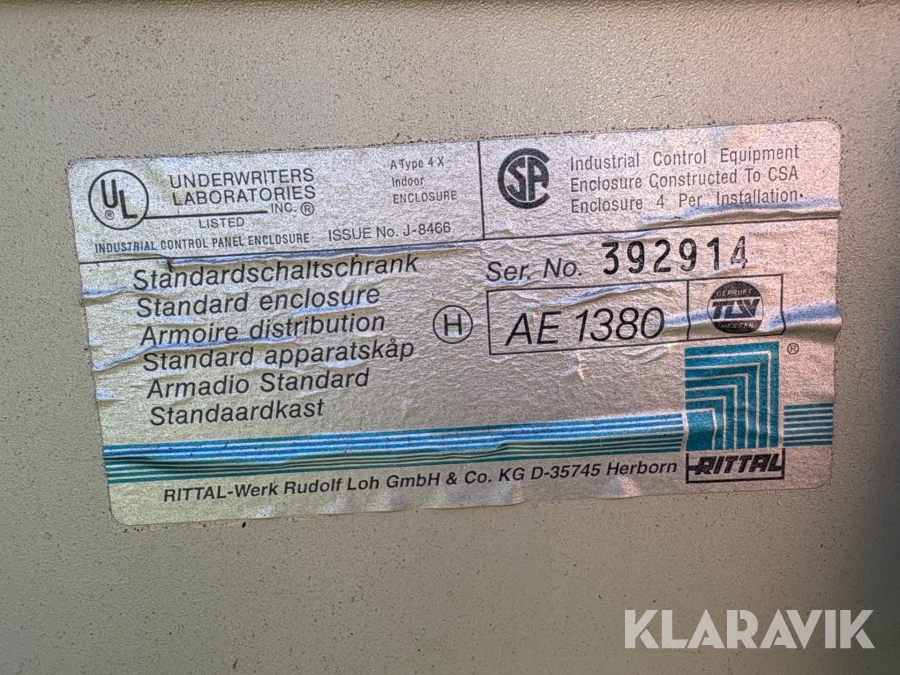 UL ®
UNDERWRITERS
LABORATORIES
INC.®
LISTED
INDUSTRIAL CONTROL PANEL ENCLOSURE
A Type 4 X
Indoor
ENCLOSURE
ISSUE No. J-8466
CSA
Industrial Control Equipment
Enclosure Constructed To CSA
Enclosure 4 Per Installation.
Standardschaltschrank
Standard enclosure
Armoire distribution
Standard apparatskåp
Armadio Standard
Standaardkast
Ser. No. 392914
H
AE 1380
GEPRÜFT
TÜV
HESSEN
®
RITTAL
RITTAL-Werk Rudolf Loh GmbH & Co. KG D-35745 Herborn
KLARAVIK